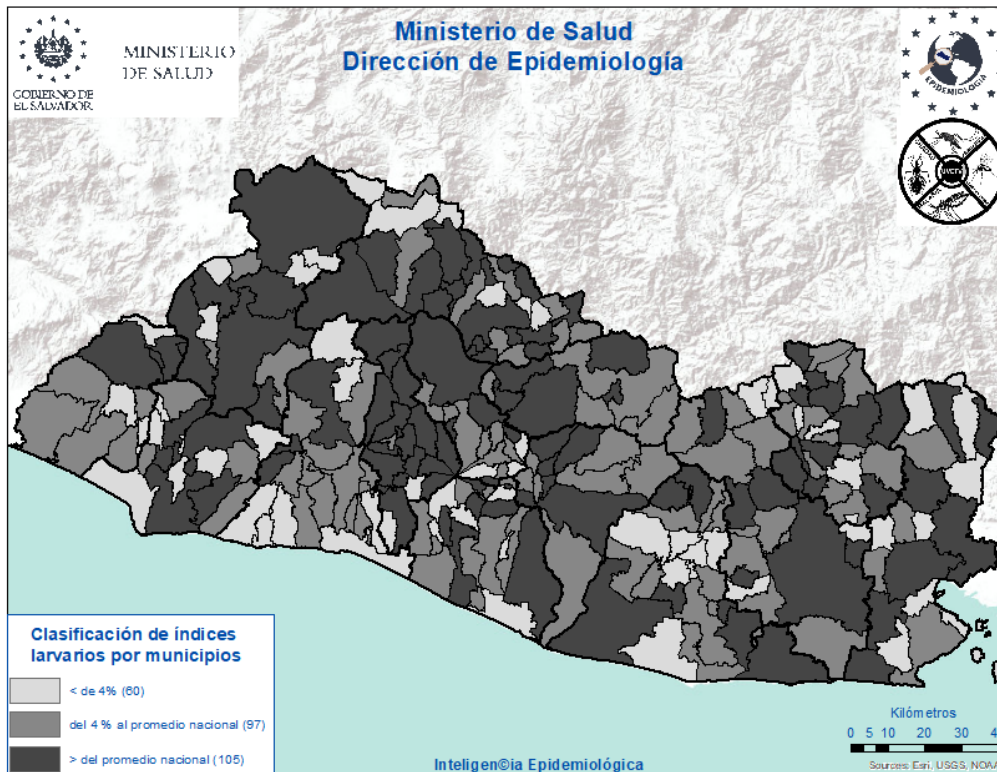 Ministerio de Salud
Dirección de Epidemiología
MINISTERIO
DE SALUD
GOBIERNO DE
EL SALVADOR
EPIDEMIOLOGÍA
Clasificación de índices
larvarios por municipios
< de 4% (60)
del 4 % al promedio nacional (97)
> del promedio nacional (105)
Kilómetros
0 5 10 20 30 4
Inteligen©ia Epidemiológica
Sources: Esri, USGS, NOAA